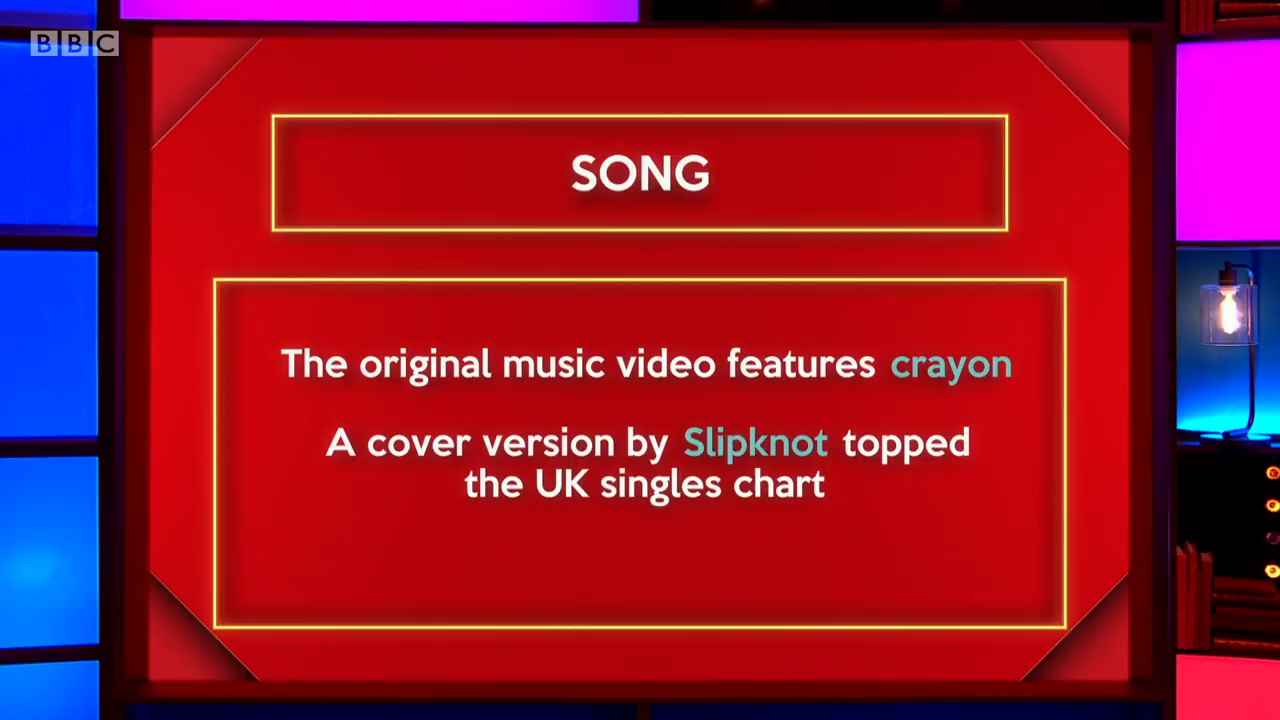 BBC
SONG
The original music video features crayon
A cover version by Slipknot topped
the UK singles chart